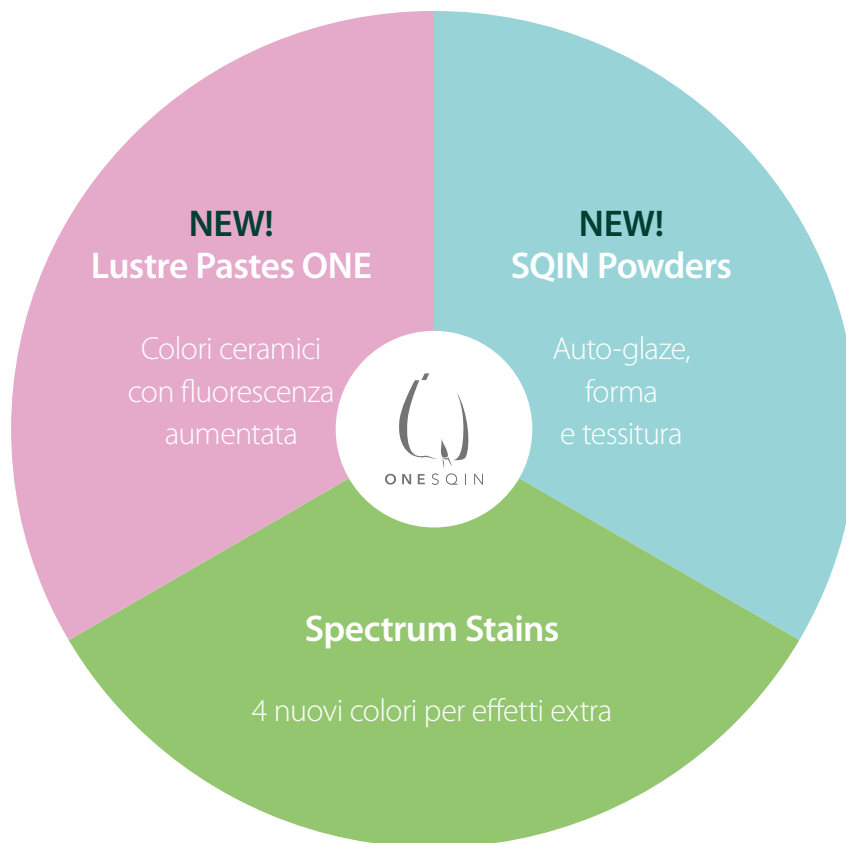 NEW!
Lustre Pastes ONE
Colori ceramici
con fluorescenza
aumentata
NEW!
SQIN Powders
Auto-glaze,
forma
e tessitura
ONESQIN
Spectrum Stains
4 nuovi colori per effetti extra